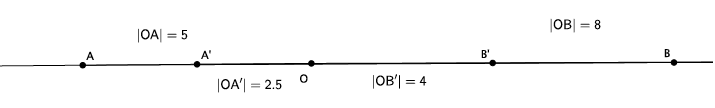 |OB| = 8
|OA| = 5
A
A'
B'
B
O
|OA'| = 2.5
|OB'| = 4